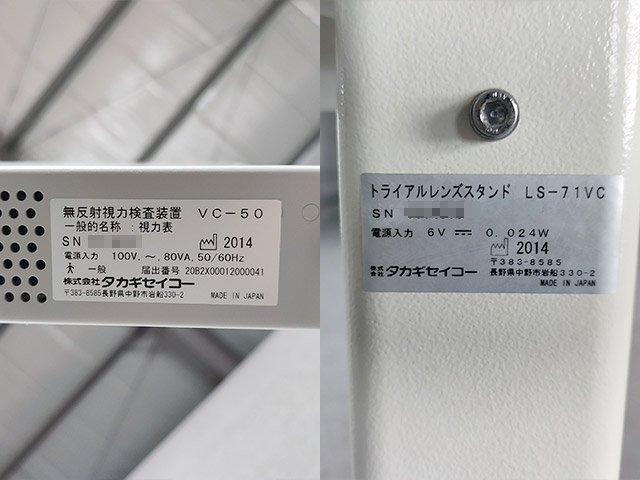 無反射視力検査装置 VC-50
一般的名称 : 視力表
SN
2014
電源入力 100V, ~. 80VA, 50/60Hz
一般 届出番号 20B2X00012000041
株式会社 タカギセイコー
〒383-8585長野県中野市岩船330-2
MADE IN JAPAN
トライアルレンズスタンド LS-71VC
SN
電源入力 6V 0.024W
2014
〒383-8585
株式会社 タカギセイコー 長野県中野市岩船330-2
MADE IN JAPAN